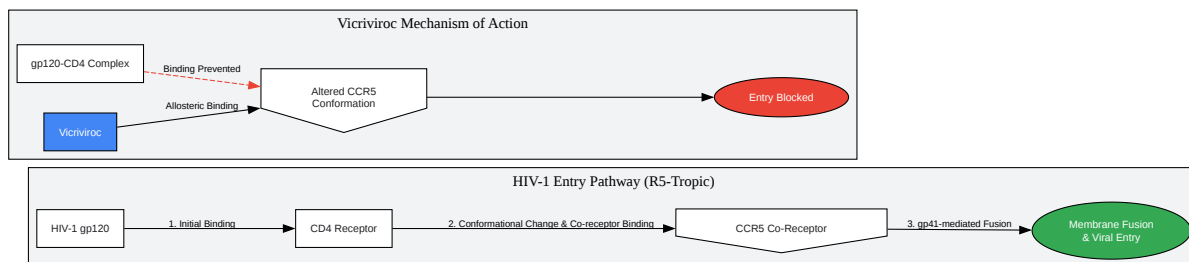 Vicriviroc Mechanism of Action
gp120-CD4 Complex
Binding Prevented
Altered CCR5
Conformation
Entry Blocked
Allosteric Binding
Vicriviroc
HIV-1 Entry Pathway (R5-Tropic)
HIV-1 gp120
1. Initial Binding
CD4 Receptor
2. Conformational Change & Co-receptor Binding
CCR5 Co-Receptor
3. gp41-mediated Fusion
Membrane Fusion
& Viral Entry